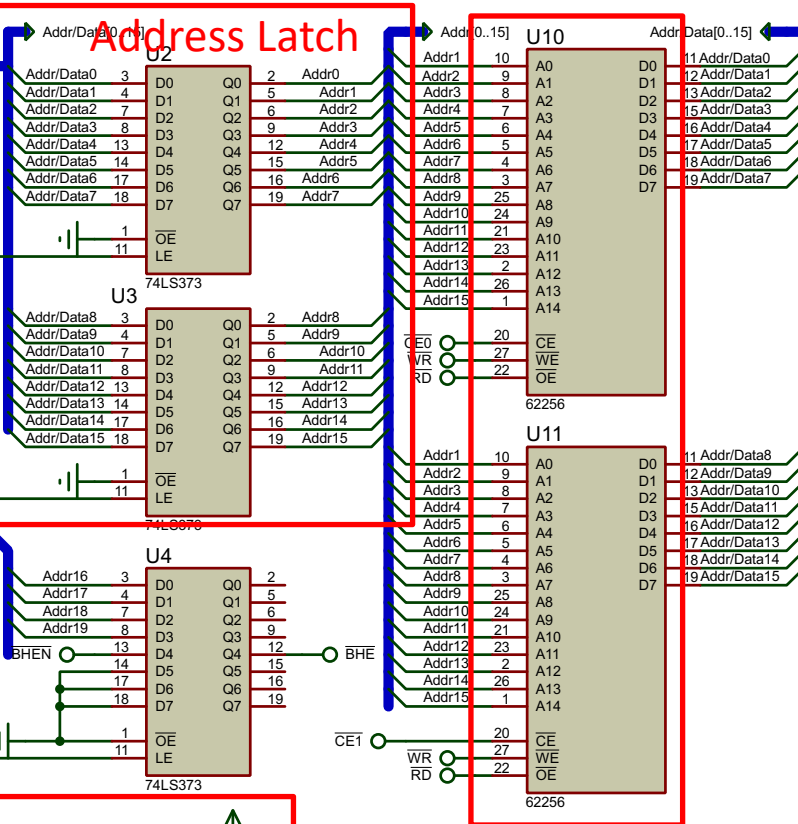 Address Latch
Addr/Data[0..15]
U2
Addr/Data0 3 D0 Q0 2 Addr0
Addr/Data1 4 D1 Q1 5 Addr1
Addr/Data2 7 D2 Q2 6 Addr2
Addr/Data3 8 D3 Q3 9 Addr3
Addr/Data4 13 D4 Q4 12 Addr4
Addr/Data5 14 D5 Q5 15 Addr5
Addr/Data6 17 D6 Q6 16 Addr6
Addr/Data7 18 D7 Q7 19 Addr7
1 OE
11 LE
74LS373
U3
Addr/Data8 3 D0 Q0 2 Addr8
Addr/Data9 4 D1 Q1 5 Addr9
Addr/Data10 7 D2 Q2 6 Addr10
Addr/Data11 8 D3 Q3 9 Addr11
Addr/Data12 13 D4 Q4 12 Addr12
Addr/Data13 14 D5 Q5 15 Addr13
Addr/Data14 17 D6 Q6 16 Addr14
Addr/Data15 18 D7 Q7 19 Addr15
1 OE
11 LE
U4
Addr16 3 D0 Q0 2
Addr17 4 D1 Q1 5
Addr18 7 D2 Q2 6
Addr19 8 D3 Q3 9
BHEN 13 D4 Q4 12 BHE
14 D5 Q5 15
17 D6 Q6 16
18 D7 Q7 19
1 OE
11 LE
74LS373
Addr[0..15]
Addr/Data[0..15]
U10
Addr1 10 A0 D0 11 Addr/Data0
Addr2 9 A1 D1 12 Addr/Data1
Addr3 8 A2 D2 13 Addr/Data2
Addr4 7 A3 D3 15 Addr/Data3
Addr5 6 A4 D4 16 Addr/Data4
Addr6 5 A5 D5 17 Addr/Data5
Addr7 4 A6 D6 18 Addr/Data6
Addr8 3 A7 D7 19 Addr/Data7
Addr9 25 A8
Addr10 24 A9
Addr11 21 A10
Addr12 23 A11
Addr13 2 A12
Addr14 26 A13
Addr15 1 A14
CE0 20 CE
WR 27 WE
RD 22 OE
62256
U11
Addr1 10 A0 D0 11 Addr/Data8
Addr2 9 A1 D1 12 Addr/Data9
Addr3 8 A2 D2 13 Addr/Data10
Addr4 7 A3 D3 15 Addr/Data11
Addr5 6 A4 D4 16 Addr/Data12
Addr6 5 A5 D5 17 Addr/Data13
Addr7 4 A6 D6 18 Addr/Data14
Addr8 3 A7 D7 19 Addr/Data15
Addr9 25 A8
Addr10 24 A9
Addr11 21 A10
Addr12 23 A11
Addr13 2 A12
Addr14 26 A13
Addr15 1 A14
CE1 20 CE
WR 27 WE
RD 22 OE
62256